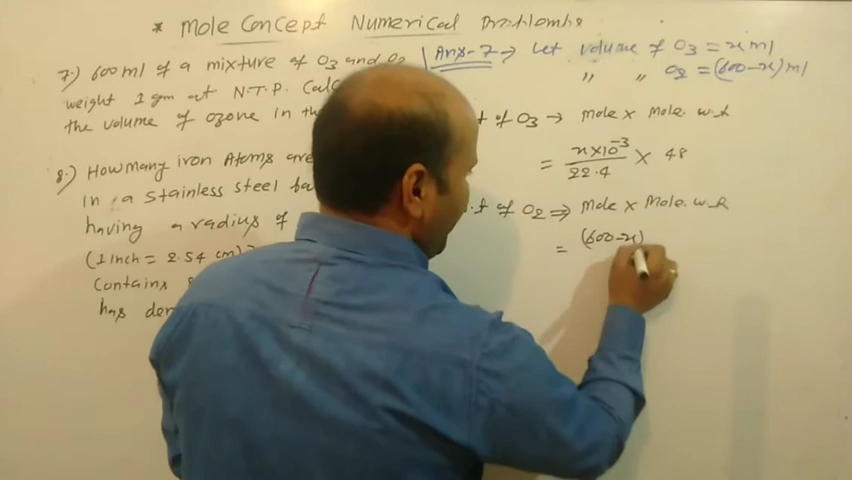 * Mole Concept Numerical Problems
7.) 600 ml of a mixture of O3 and O2
weight 1 gm at N.T.P. Calc
the volume of ozone in the
8.) How many iron Atoms are
in a stainless steel ba
having a radius of
(1 inch = 2.54 cm)
Contains
has den
Ans-7 → Let volume of O3 = x ml
" " O2 = (600-x) ml
t of O3 → mole x Mole. wt
= x x 10^-3 / 22.4 x 48
.t of O2 ⇒ mole x Mole. wt
= (600-x)